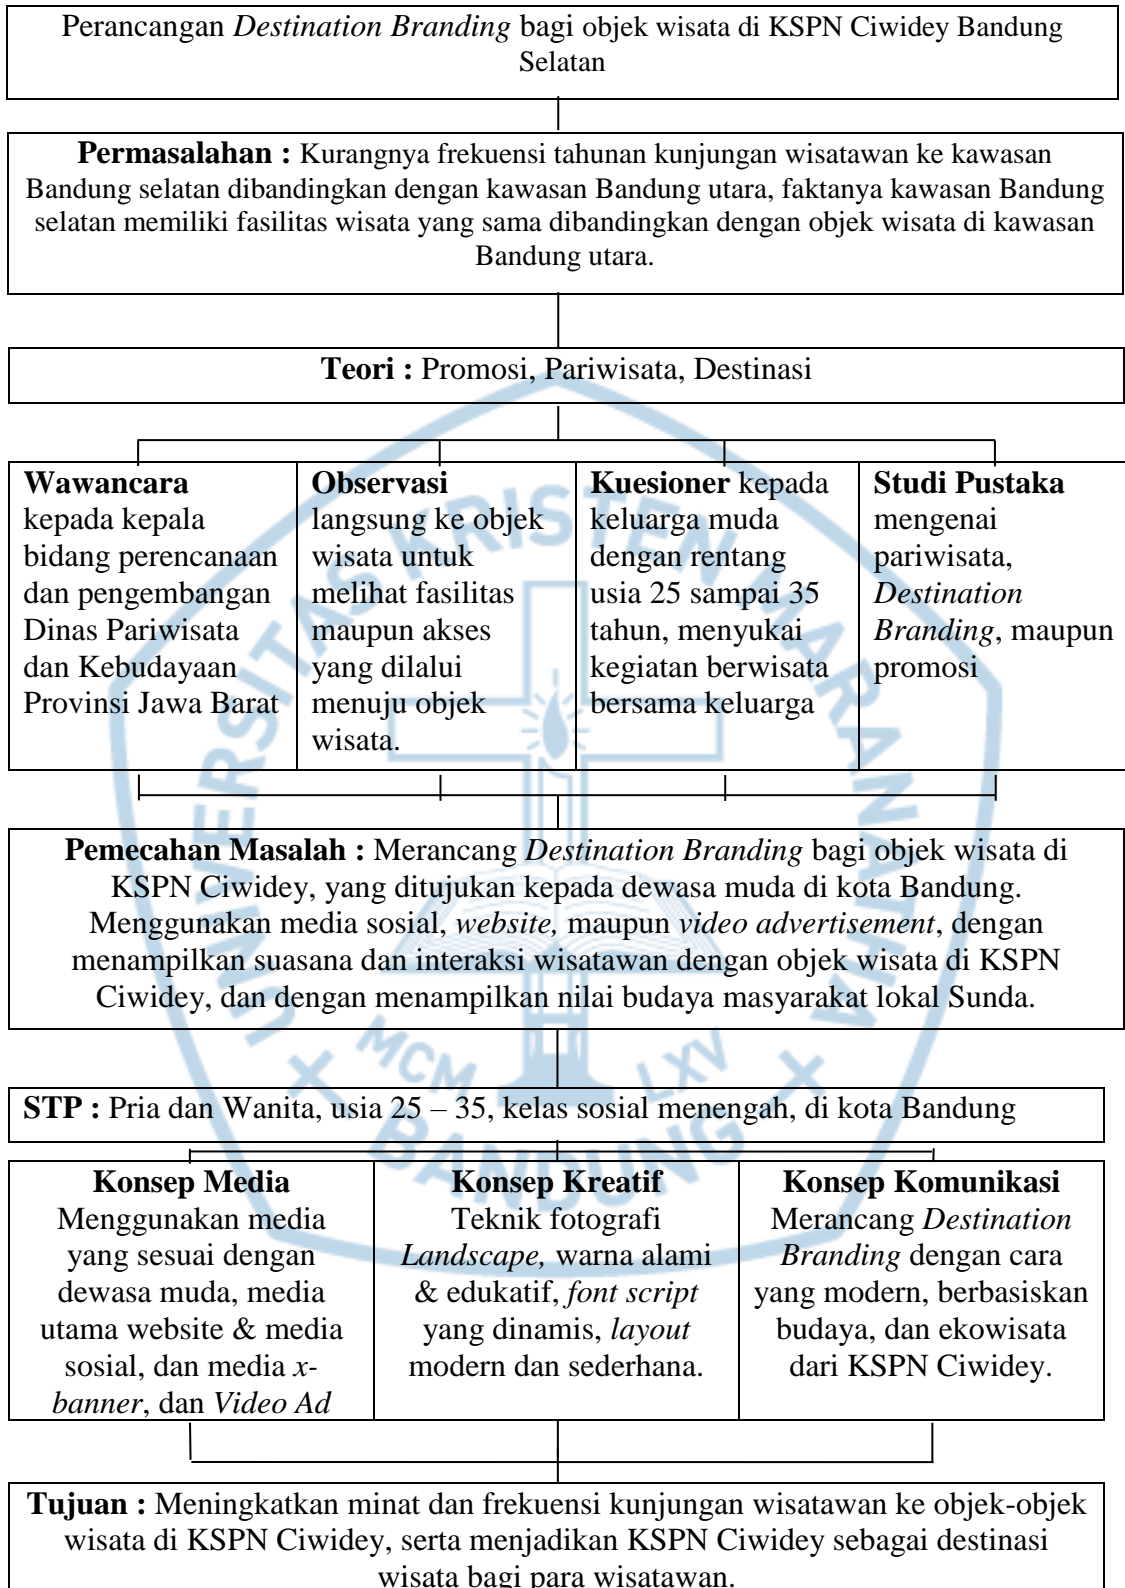 Perancangan Destination Branding bagi objek wisata di KSPN Ciwidey Bandung
Selatan
Permasalahan : Kurangnya frekuensi tahunan kunjungan wisatawan ke kawasan
Bandung selatan dibandingkan dengan kawasan Bandung utara, faktanya kawasan Bandung
selatan memiliki fasilitas wisata yang sama dibandingkan dengan objek wisata di kawasan
Bandung utara.
Teori : Promosi, Pariwisata, Destinasi
Wawancara
kepada kepala
bidang perencanaan
dan pengembangan
Dinas Pariwisata
dan Kebudayaan
Provinsi Jawa Barat
Observasi
langsung ke objek
wisata untuk
melihat fasilitas
maupun akses
yang dilalui
menuju objek
wisata.
Kuesioner kepada
keluarga muda
dengan rentang
usia 25 sampai 35
tahun, menyukai
kegiatan berwisata
bersama keluarga
Studi Pustaka
mengenai
pariwisata,
Destination
Branding, maupun
promosi
Pemecahan Masalah : Merancang Destination Branding bagi objek wisata di
KSPN Ciwidey, yang ditujukan kepada dewasa muda di kota Bandung.
Menggunakan media sosial, website, maupun video advertisement, dengan
menampilkan suasana dan interaksi wisatawan dengan objek wisata di KSPN
Ciwidey, dan dengan menampilkan nilai budaya masyarakat lokal Sunda.
STP : Pria dan Wanita, usia 25 – 35, kelas sosial menengah, di kota Bandung
Konsep Media
Menggunakan media
yang sesuai dengan
dewasa muda, media
utama website & media
sosial, dan media x-
banner, dan Video Ad
Konsep Kreatif
Teknik fotografi
Landscape, warna alami
& edukatif, font script
yang dinamis, layout
modern dan sederhana.
Konsep Komunikasi
Merancang Destination
Branding dengan cara
yang modern, berbasiskan
budaya, dan ekowisata
dari KSPN Ciwidey.
Tujuan : Meningkatkan minat dan frekuensi kunjungan wisatawan ke objek-objek
wisata di KSPN Ciwidey, serta menjadikan KSPN Ciwidey sebagai destinasi
wisata bagi para wisatawan.
UNIVERSITAS KRISTEN MARANATHA
MCM LXV
BANDUNG